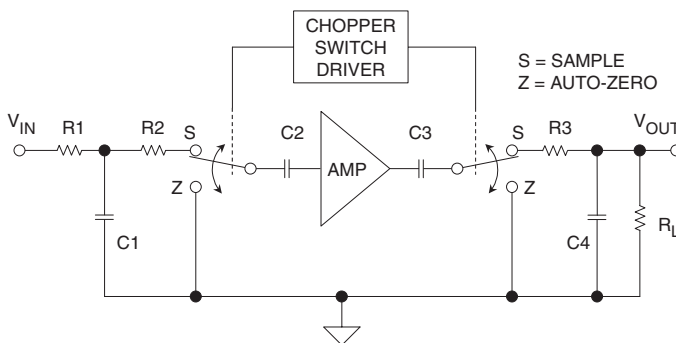 CHOPPER
SWITCH
DRIVER
S = SAMPLE
Z = AUTO-ZERO
VIN
R1
R2
S
C2
C3
S
R3
VOUT
AMP
Z
Z
C1
C4
RL